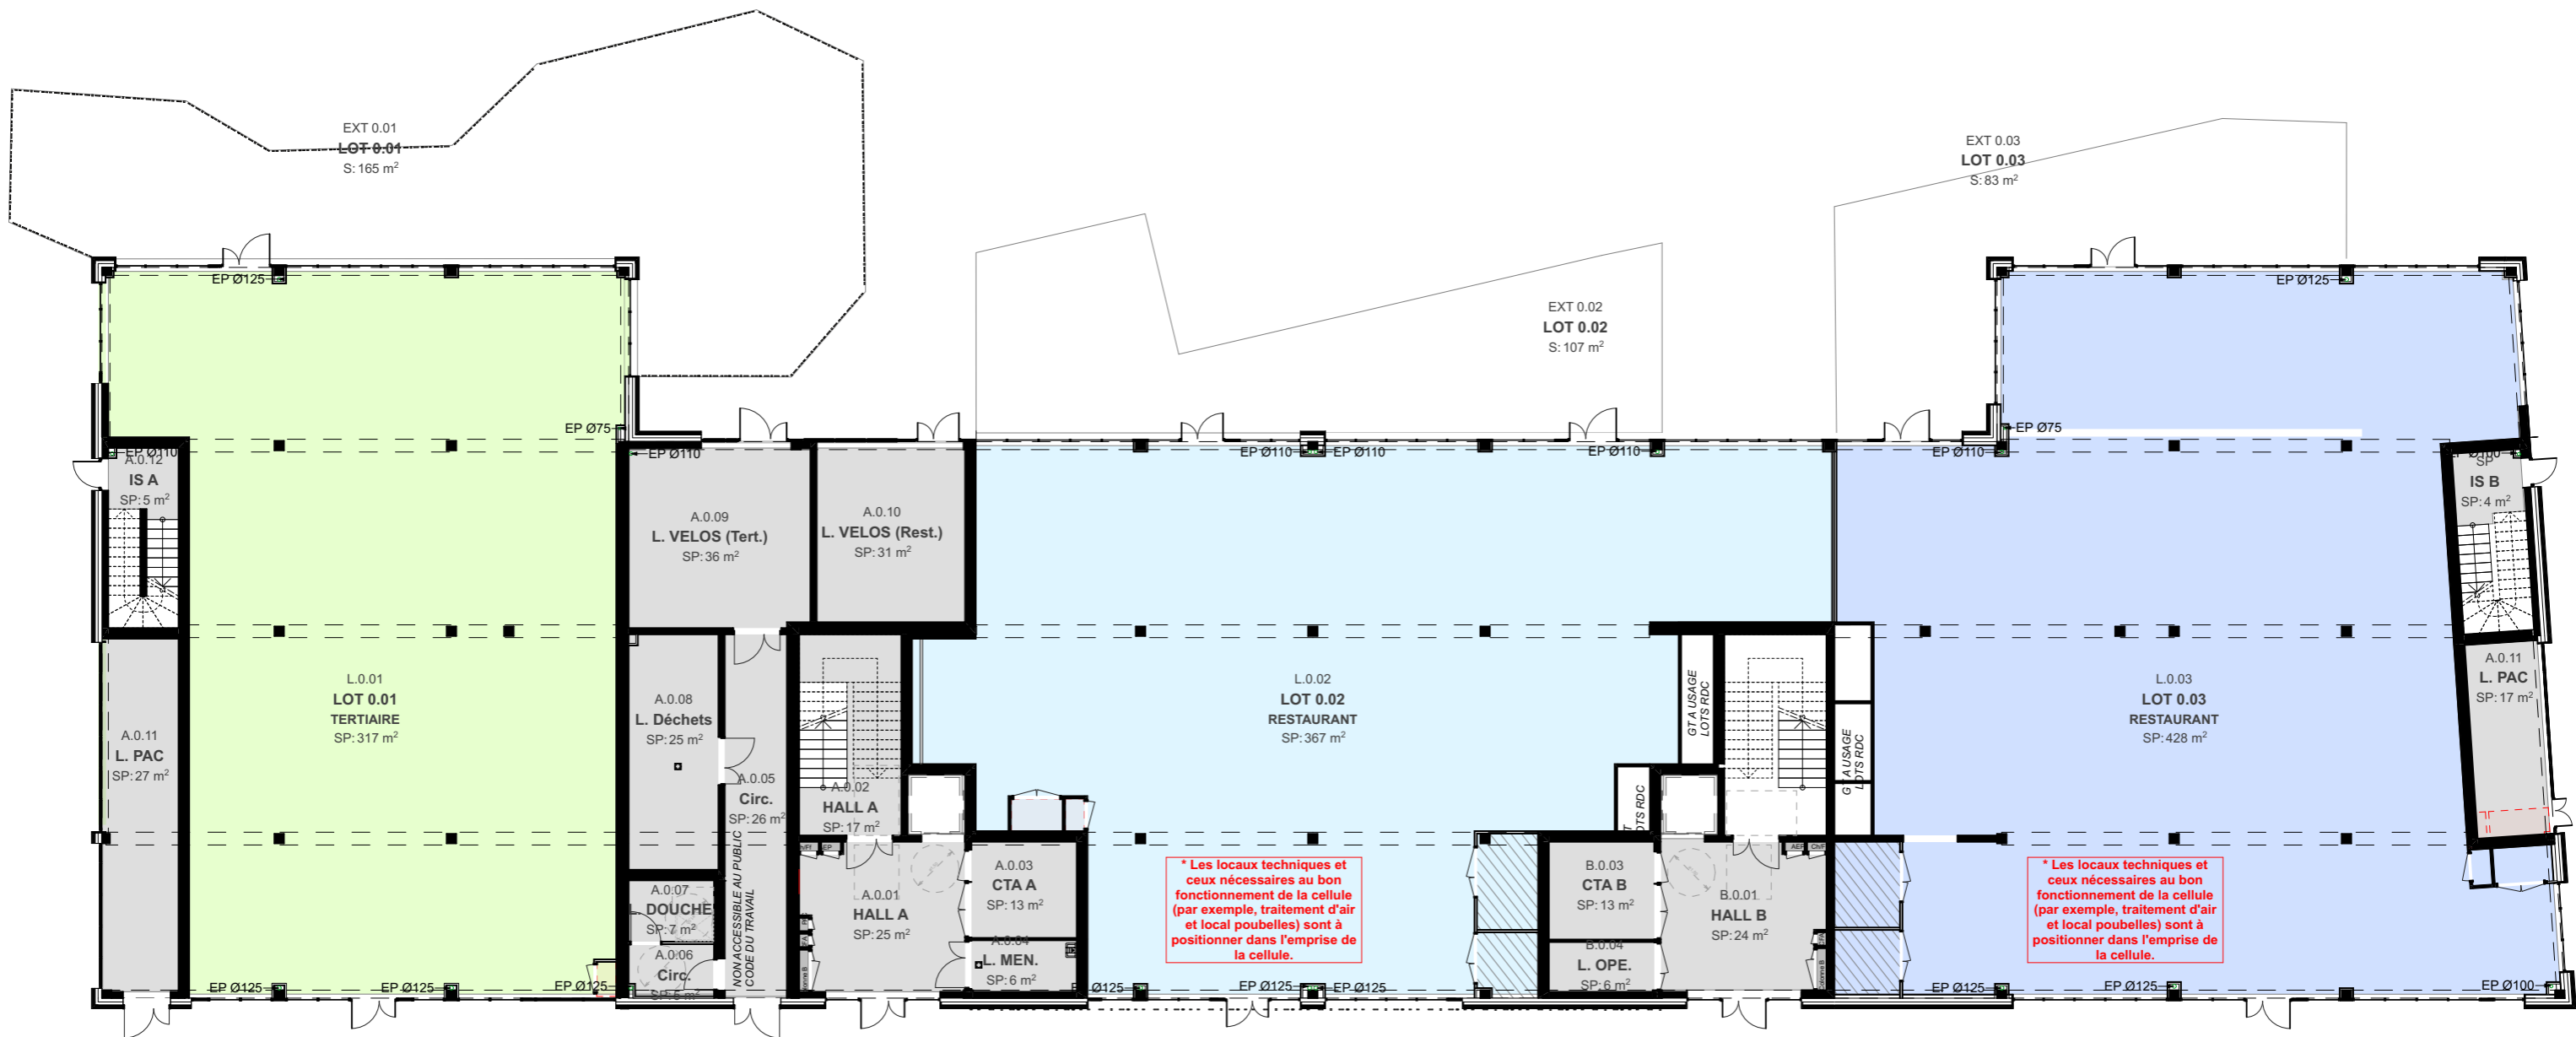 EXT 0.01
LOT 0.01
S: 165 m²
EXT 0.02
LOT 0.02
S: 107 m²
EXT 0.03
LOT 0.03
S: 83 m²
EP Ø125
EP Ø75
EP Ø110
EP Ø110
EP Ø110
EP Ø110
EP Ø110
EP Ø110
EP Ø75
EP Ø125
EP Ø100
A.0.12
IS A
SP: 5 m²
A.0.11
L. PAC
SP: 27 m²
L.0.01
LOT 0.01
TERTIAIRE
SP: 317 m²
A.0.09
L. VELOS (Tert.)
SP: 36 m²
A.0.10
L. VELOS (Rest.)
SP: 31 m²
A.0.08
L. Déchets
SP: 25 m²
A.0.05
Circ.
SP: 26 m²
NON ACCESSIBLE AU PUBLIC
CODE DU TRAVAIL
A.0.07
L. DOUCHE
SP: 7 m²
A.0.06
Circ.
SP: 5 m²
A.0.02
HALL A
SP: 17 m²
A.0.01
HALL A
SP: 25 m²
A.0.03
CTA A
SP: 13 m²
A.0.04
L. MEN.
SP: 6 m²
L.0.02
LOT 0.02
RESTAURANT
SP: 367 m²
* Les locaux techniques et
ceux nécessaires au bon
fonctionnement de la cellule
(par exemple, traitement d'air
et local poubelles) sont à
positionner dans l'emprise de
la cellule.
GT A USAGE
LOTS RDC
OTS RDC
B.0.03
CTA B
SP: 13 m²
B.0.04
L. OPE.
SP: 6 m²
B.0.01
HALL B
SP: 24 m²
GT A USAGE
LOTS RDC
L.0.03
LOT 0.03
RESTAURANT
SP: 428 m²
* Les locaux techniques et
ceux nécessaires au bon
fonctionnement de la cellule
(par exemple, traitement d'air
et local poubelles) sont à
positionner dans l'emprise de
la cellule.
SP
IS B
SP: 4 m²
A.0.11
L. PAC
SP: 17 m²
EP Ø125
EP Ø125
EP Ø125
Ø125
EP Ø125
EP Ø125
EP Ø125
EP Ø125
EP Ø100